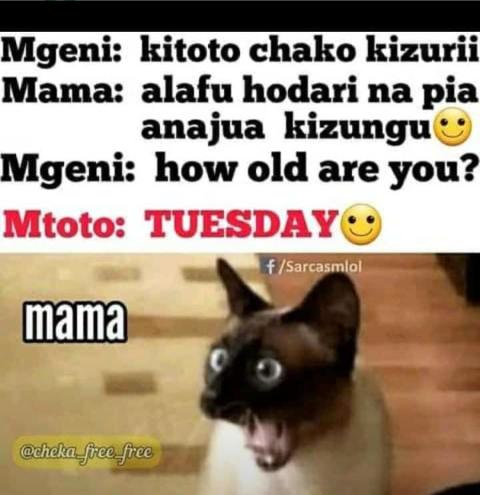 Mgeni: kitoto chako kizurii
Mama: alafu hodari na pia
anajua kizungu
Mgeni: how old are you?
Mtoto: TUESDAY
f/Sarcasmlol
mama
@cheka_free_free